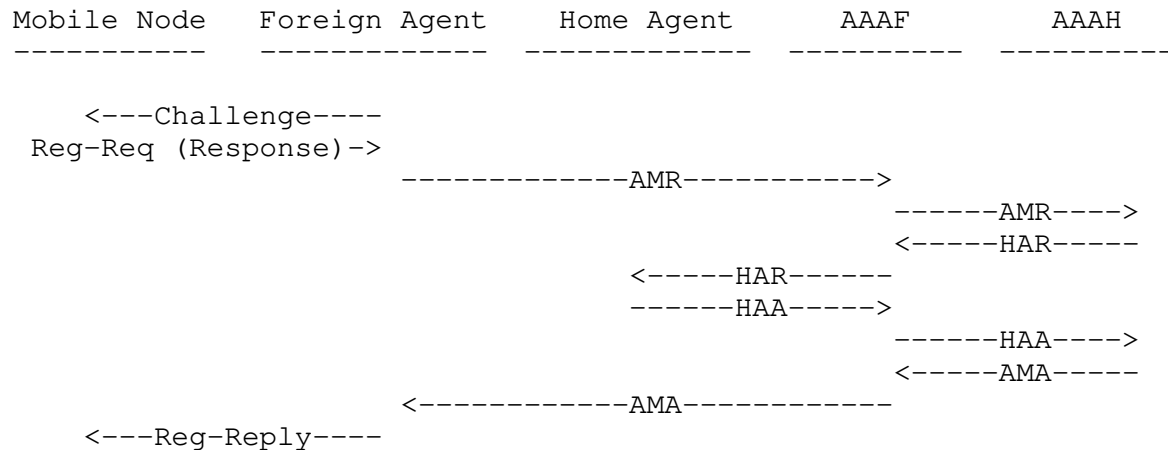 Mobile Node   Foreign Agent     Home Agent       AAAF          AAAH
-----------   -------------   -------------   ----------   ----------
<---Challenge----
Reg-Req (Response)->
-------------AMR----------->
------AMR---->
<-----HAR-----
<-----HAR------
------HAA----->
------HAA---->
<-----AMA-----
<------------AMA------------
<---Reg-Reply----